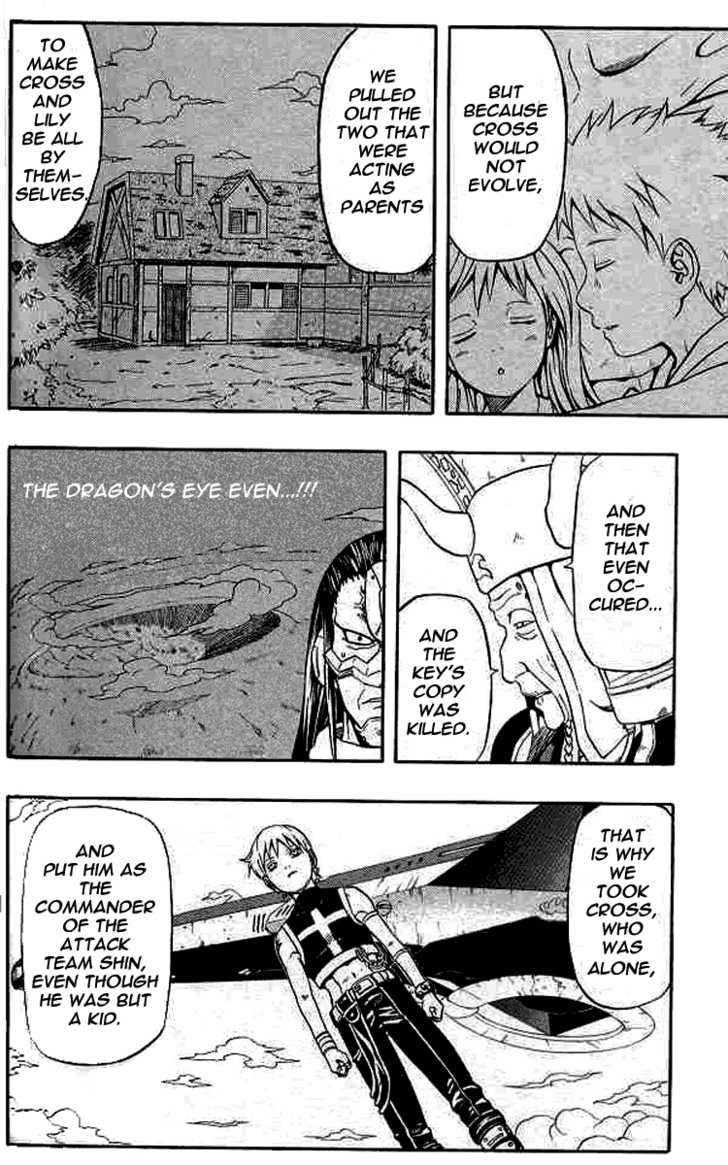 BUT
BECAUSE
CROSS
WOULD
NOT
EVOLVE,
WE
PULLED
OUT THE
TWO THAT
WERE
ACTING
AS
PARENTS
TO
MAKE
CROSS
AND
LILY
BE ALL
BY
THEM-
SELVES.
AND
THEN
THAT
EVEN
OC-
CURED...
AND
THE
KEY'S
COPY
WAS
KILLED.
THE DRAGON'S EYE EVEN...!!!
THAT
IS WHY
WE
TOOK
CROSS,
WHO
WAS
ALONE,
AND
PUT HIM AS
THE
COMMANDER
OF THE
ATTACK
TEAM SHIN,
EVEN THOUGH
HE WAS BUT
A KID.